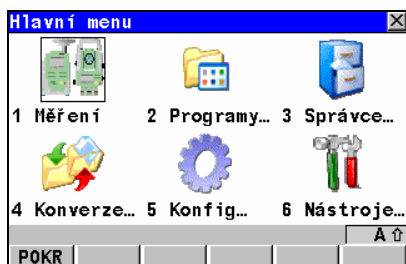 Hlavní menu
1 Měření 2 Programy… 3 Správce…
4 Konverze… 5 Konfig… 6 Nástroje…
A ⇧
POKR